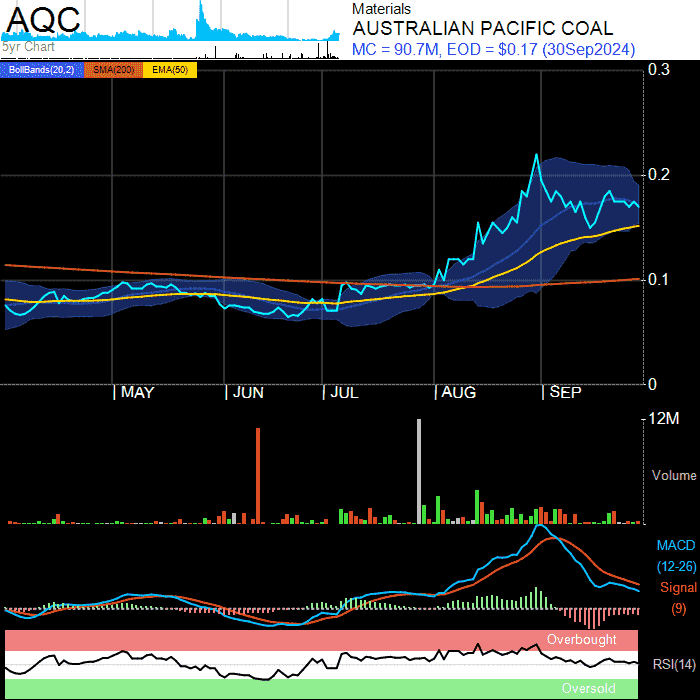 AQC
5yr Chart
Materials
AUSTRALIAN PACIFIC COAL
MC = 90.7M, EOD = $0.17 (30Sep2024)
BollBands(20,2) SMA(200) EMA(50)
0.3
0.2
0.1
0
MAY JUN JUL AUG SEP
12M
Volume
MACD
(12-26)
Signal
(9)
Overbought
RSI(14)
Oversold